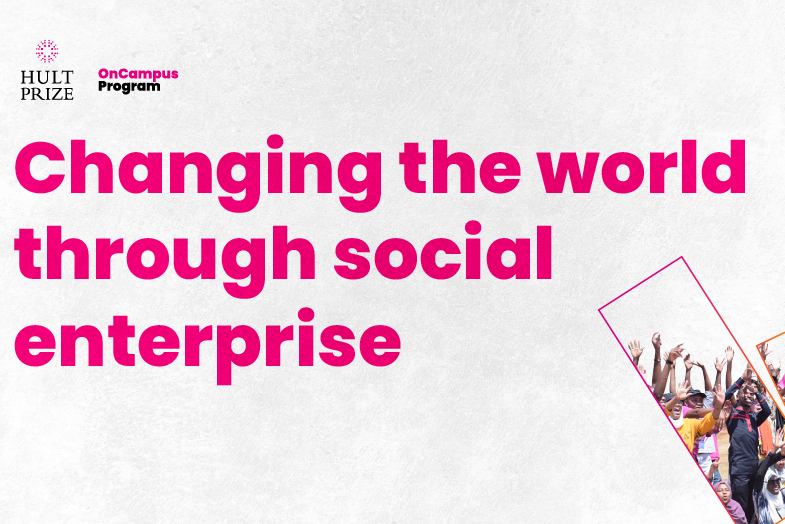 HULT
PRIZE
OnCampus
Program
Changing the world
through social
enterprise